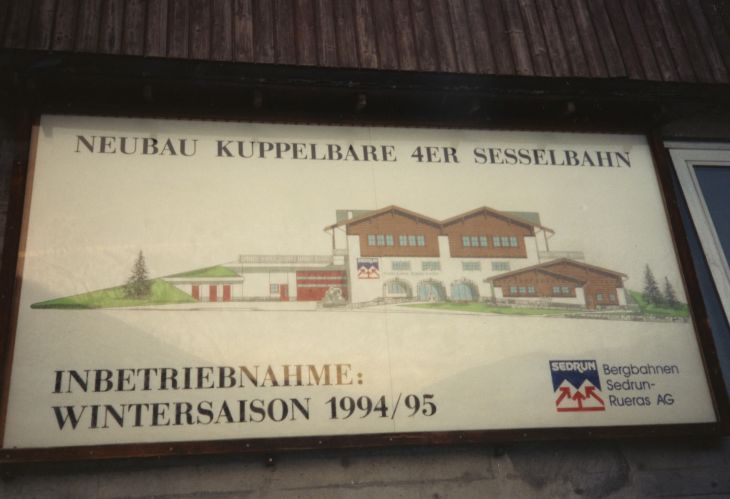 NEUBAU KUPPELBARE 4ER SESSELBAHN
INBETRIEBNAHME:
WINTERSAISON 1994/95
SEDRUN
Bergbahnen
Sedrun-
Rueras AG